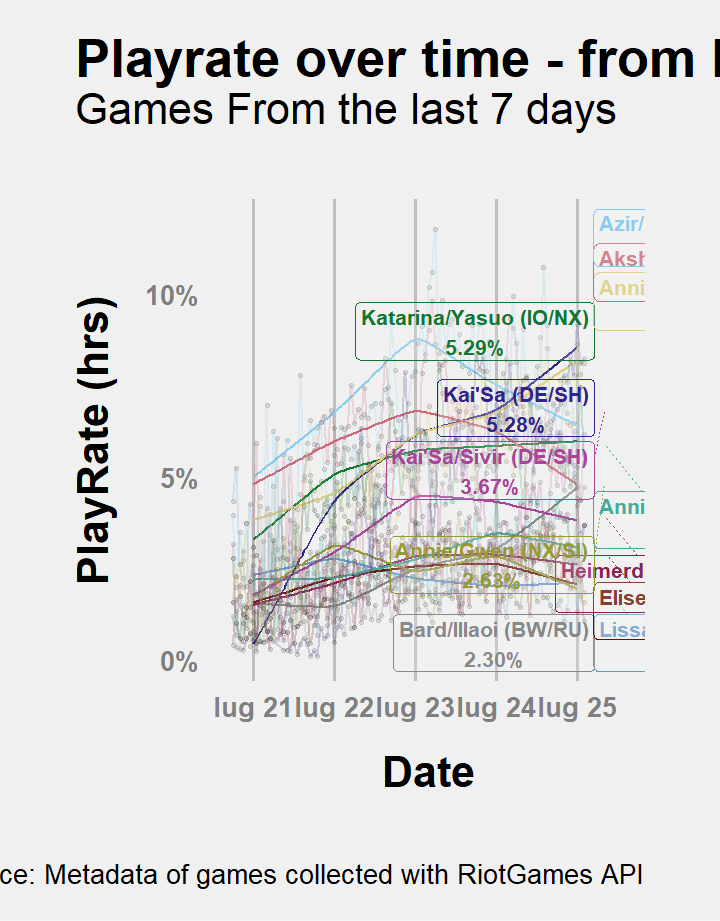 Playrate over time - from
Games From the last 7 days
Azir/
Aksh
Anni
10%
Katarina/Yasuo (IO/NX)
5.29%
Kai'Sa (DE/SH)
5.28%
Kai'Sa/Sivir (DE/SH)
3.67%
5%
Anni
Annie/Gwen (NX/SI)
2.63%
Heimerd
Elise
Bard/Illaoi (BW/RU)
2.30%
Lissa
0%
PlayRate (hrs)
lug 21 lug 22 lug 23 lug 24 lug 25
Date
ce: Metadata of games collected with RiotGames API